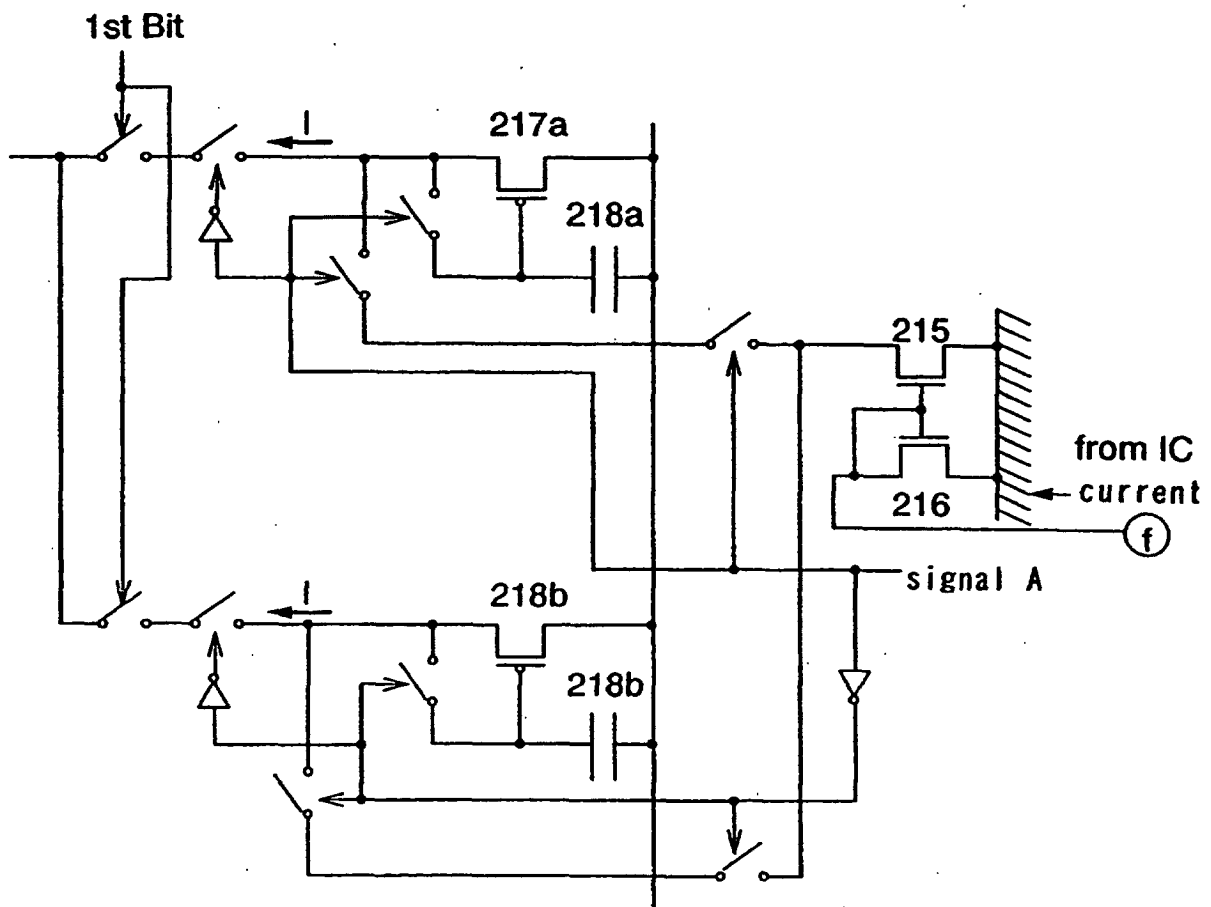 1st Bit
I
217a
218a
215
from IC
current
216
f
signal A
I
218b
218b